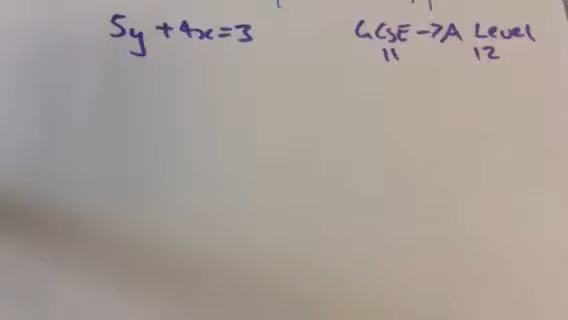 5y + 4x = 3
GCSE → A Level
11 12